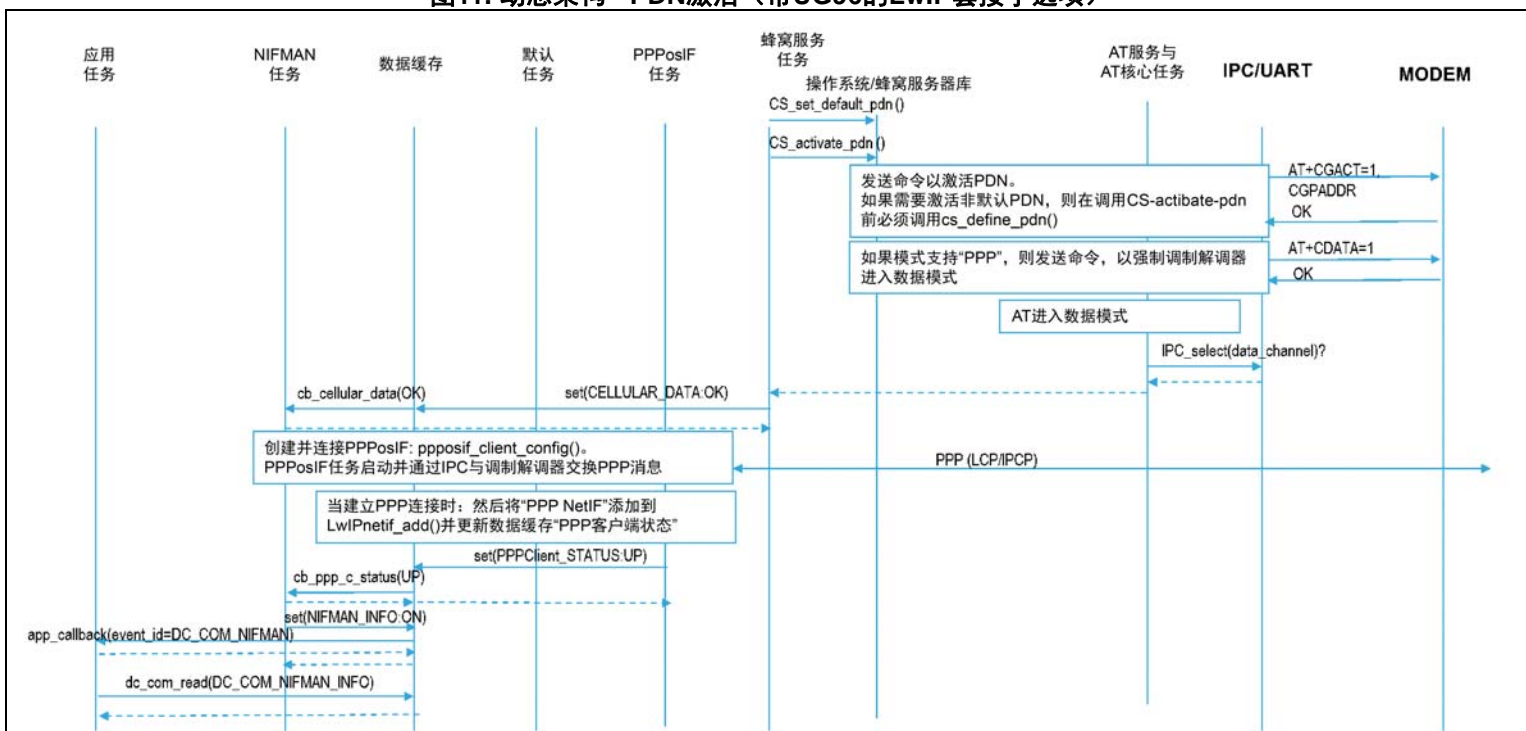 应用
任务
NIFMAN
任务
数据缓存
默认
任务
PPPosIF
任务
蜂窝服务
任务
操作系统/蜂窝服务器库
AT服务与
AT核心任务
IPC/UART
MODEM
CS_set_default_pdn()
CS_activate_pdn()
发送命令以激活PDN。
如果需要激活非默认PDN，则在调用CS-actibate-pdn
前必须调用cs_define_pdn()
AT+CGACT=1,
CGPADDR
OK
如果模式支持“PPP”，则发送命令，以强制调制解调器
进入数据模式
AT+CDATA=1
OK
AT进入数据模式
IPC_select(data_channel)?
cb_cellular_data(OK)
set(CELLULAR_DATA:OK)
创建并连接PPPosIF: ppposif_client_config()。
PPPosIF任务启动并通过IPC与调制解调器交换PPP消息
PPP (LCP/IPCP)
当建立PPP连接时：然后将“PPP NetIF”添加到
LwIPnetif_add()并更新数据缓存“PPP客户端状态”
set(PPPClient_STATUS:UP)
cb_ppp_c_status(UP)
set(NIFMAN_INFO:ON)
app_callback(event_id=DC_COM_NIFMAN)
dc_com_read(DC_COM_NIFMAN_INFO)